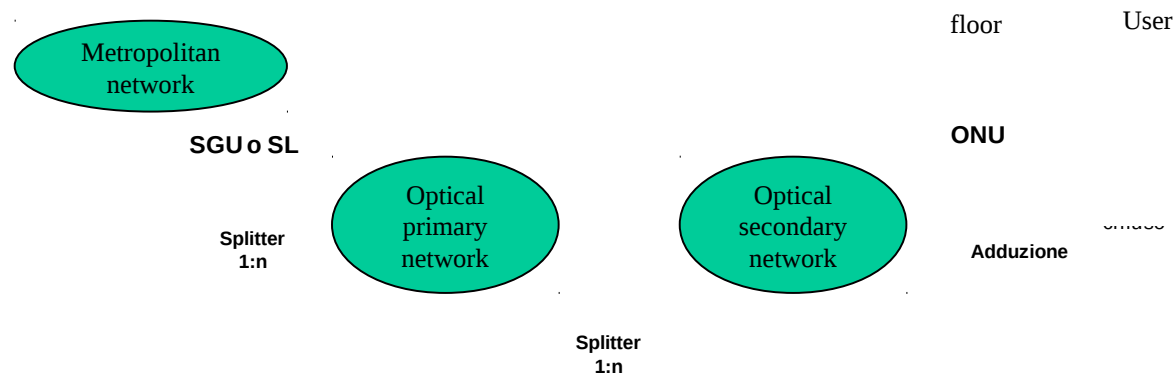 floor
User
Metropolitan
network
SGU o SL
ONU
Optical
primary
network
Optical
secondary
network
Splitter
1:n
Adduzione
Splitter
1:n